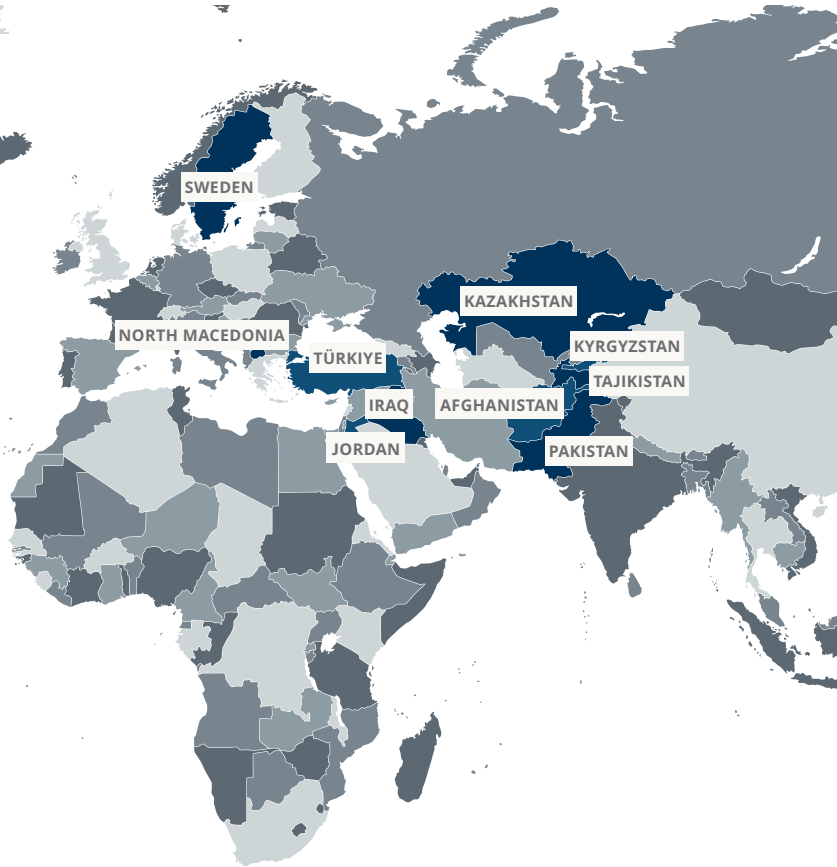 SWEDEN
KAZAKHSTAN
NORTH MACEDONIA
KYRGYZSTAN
TÜRKIYE
TAJIKISTAN
IRAQ
AFGHANISTAN
JORDAN
PAKISTAN